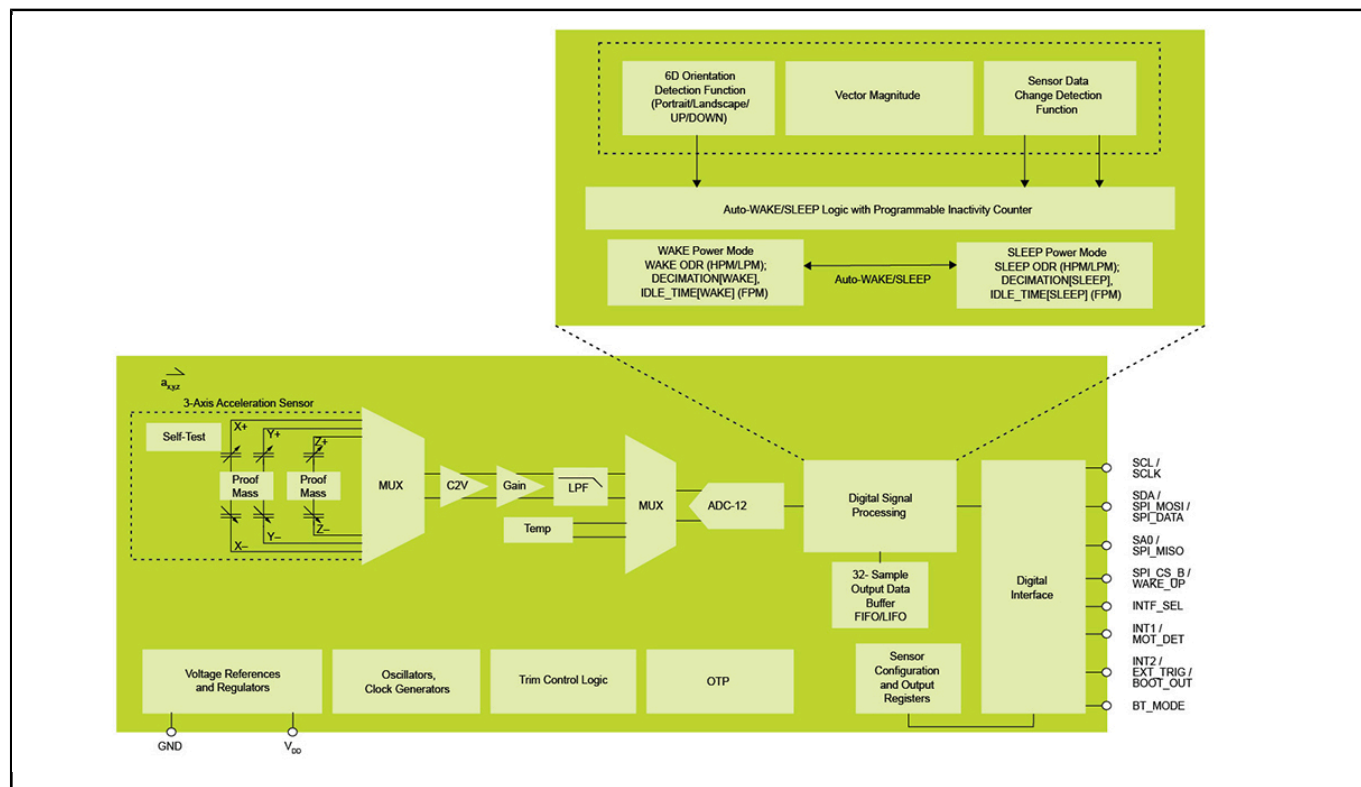 6D Orientation
Detection Function
(Portrait/Landscape/
UP/DOWN)
Vector Magnitude
Sensor Data
Change Detection
Function
Auto-WAKE/SLEEP Logic with Programmable Inactivity Counter
WAKE Power Mode
WAKE ODR (HPM/LPM);
DECIMATION[WAKE],
IDLE_TIME[WAKE] (FPM)
Auto-WAKE/SLEEP
SLEEP Power Mode
SLEEP ODR (HPM/LPM);
DECIMATION[SLEEP],
IDLE_TIME[SLEEP] (FPM)
ax,y,z
3-Axis Acceleration Sensor
Self-Test
X+
Y+
Z+
Proof
Mass
Proof
Mass
X–
Y–
Z–
MUX
C2V
Gain
LPF
Temp
MUX
ADC-12
Digital Signal
Processing
32- Sample
Output Data
Buffer
FIFO/LIFO
Digital
Interface
Sensor
Configuration
and Output
Registers
SCL /
SCLK
SDA /
SPI_MOSI /
SPI_DATA
SA0 /
SPI_MISO
SPI_CS_B /
WAKE_UP
INTF_SEL
INT1 /
MOT_DET
INT2 /
EXT_TRIG /
BOOT_OUT
BT_MODE
Voltage References
and Regulators
Oscillators,
Clock Generators
Trim Control Logic
OTP
GND
VDD